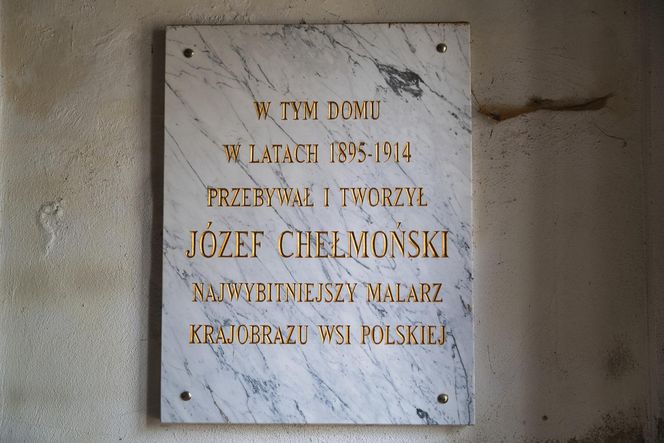 W TYM DOMU
W LATACH 1895-1914
PRZEBYWAŁ I TWORZYŁ
JÓZEF CHEŁMOŃSKI
NAJWYBITNIEJSZY MALARZ
KRAJOBRAZU WSI POLSKIEJ